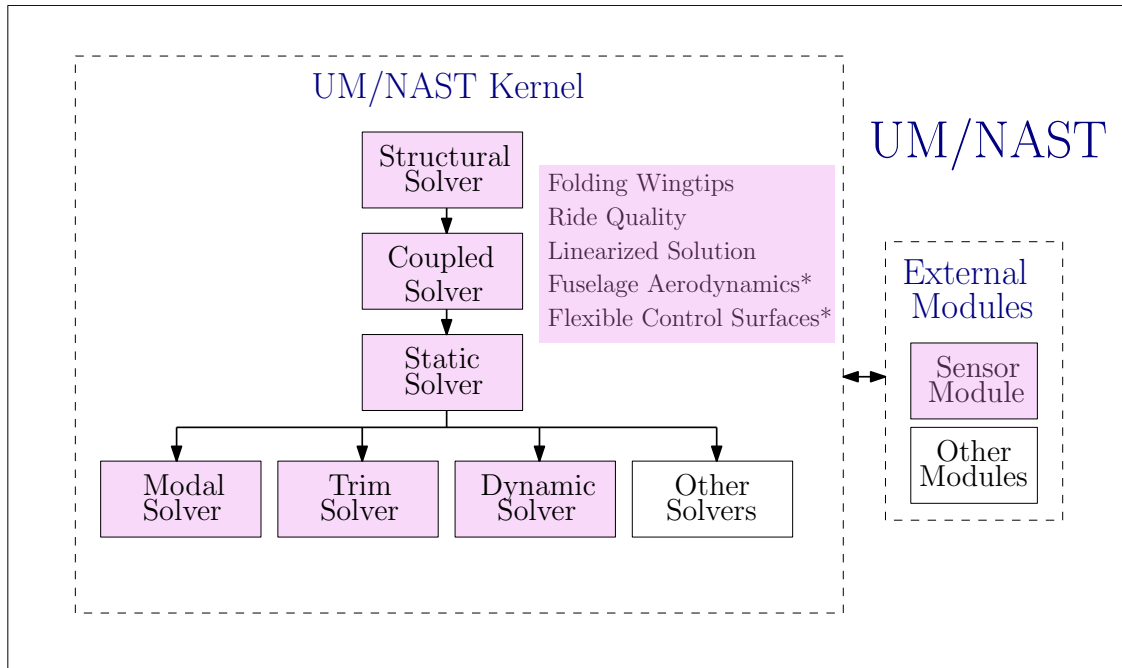 UM/NAST Kernel
UM/NAST
Structural
Solver
Folding Wingtips
Ride Quality
Linearized Solution
Fuselage Aerodynamics*
Flexible Control Surfaces*
Coupled
Solver
Static
Solver
Modal
Solver
Trim
Solver
Dynamic
Solver
Other
Solvers
External
Modules
Sensor
Module
Other
Modules